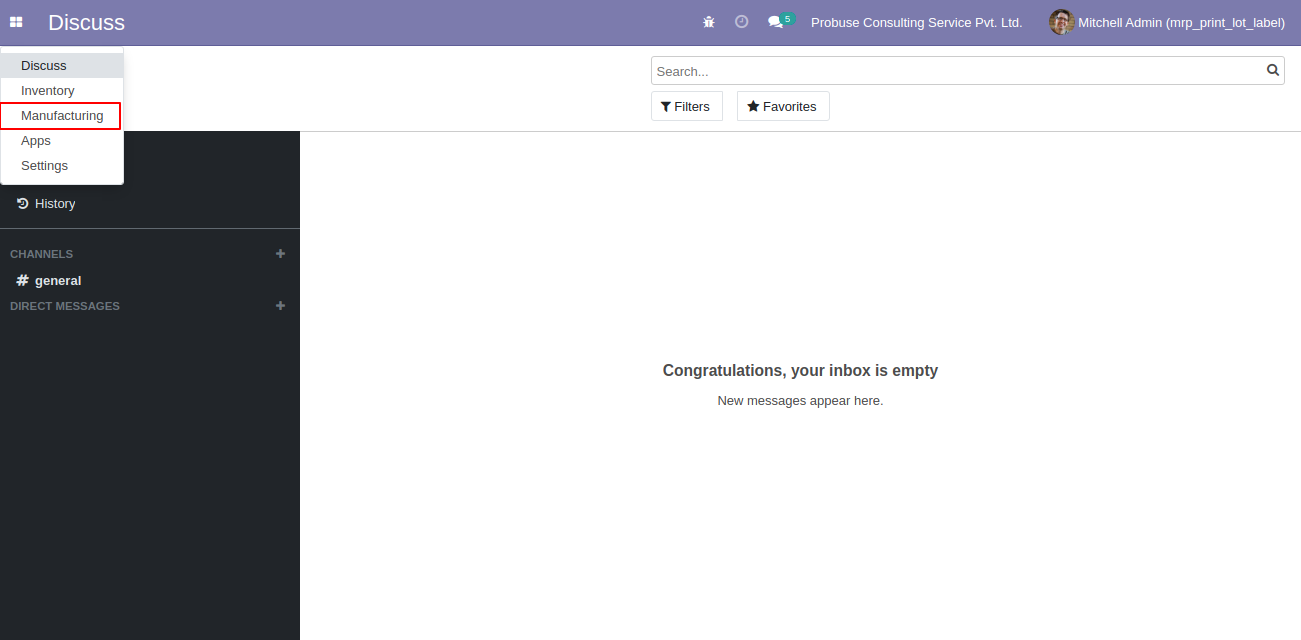 Discuss
5
Probuse Consulting Service Pvt. Ltd.
Mitchell Admin (mrp_print_lot_label)
Discuss
Inventory
Manufacturing
Apps
Settings
Search...
Filters
Favorites
History
CHANNELS
# general
DIRECT MESSAGES
Congratulations, your inbox is empty
New messages appear here.